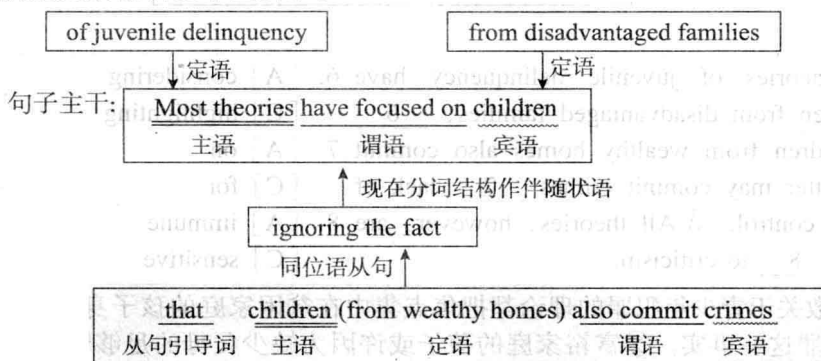 of juvenile delinquency from disadvantaged families
定语 定语
句子主干: Most theories have focused on children
主语 谓语 宾语
现在分词结构作伴随状语
ignoring the fact
同位语从句
that children (from wealthy homes) also commit crimes
从句引导词 主语 定语 谓语 宾语